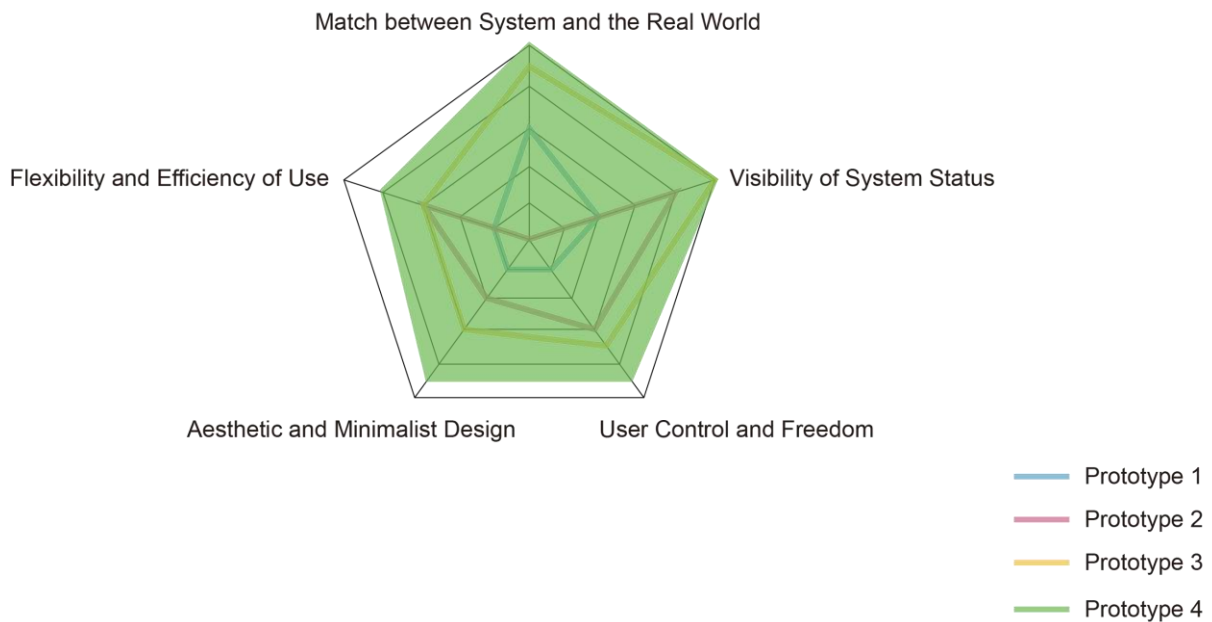 Match between System and the Real World
Flexibility and Efficiency of Use
Visibility of System Status
Aesthetic and Minimalist Design
User Control and Freedom
Prototype 1
Prototype 2
Prototype 3
Prototype 4